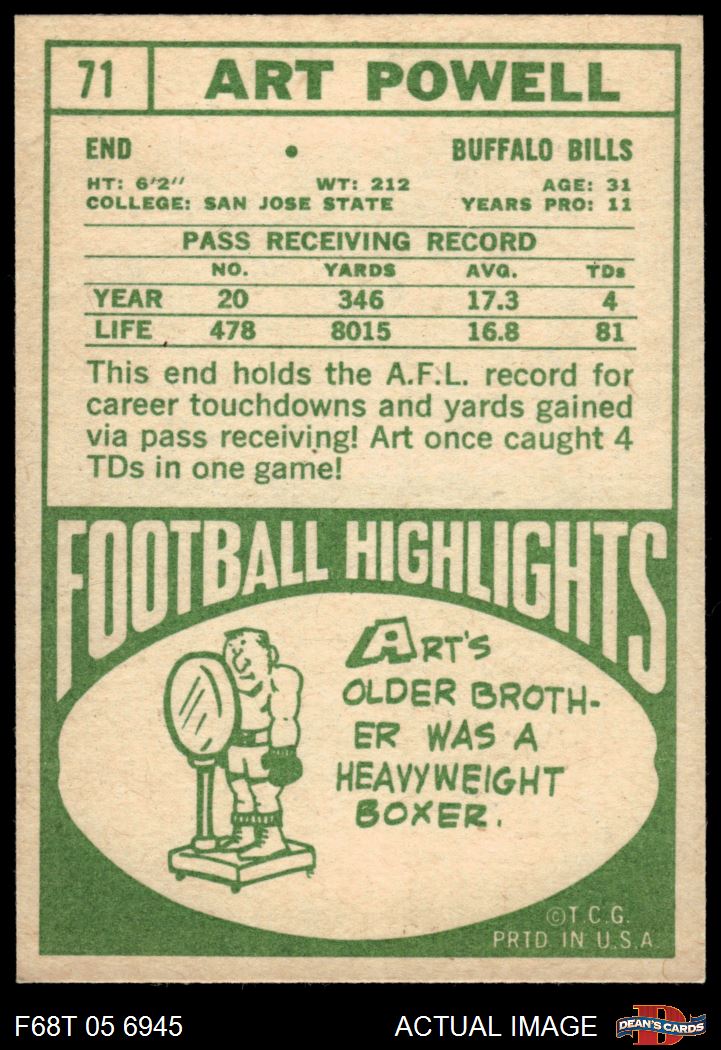 71 ART POWELL
END • BUFFALO BILLS
HT: 6'2" WT: 212 AGE: 31
COLLEGE: SAN JOSE STATE YEARS PRO: 11
PASS RECEIVING RECORD
NO. YARDS AVG. TDs
YEAR 20 346 17.3 4
LIFE 478 8015 16.8 81
This end holds the A.F.L. record for
career touchdowns and yards gained
via pass receiving! Art once caught 4
TDs in one game!
FOOTBALL HIGHLIGHTS
ART'S
OLDER BROTH-
ER WAS A
HEAVYWEIGHT
BOXER.
©T.C.G.
PRTD. IN U.S.A.
F68T 05 6945 ACTUAL IMAGE D DEAN'S CARDS